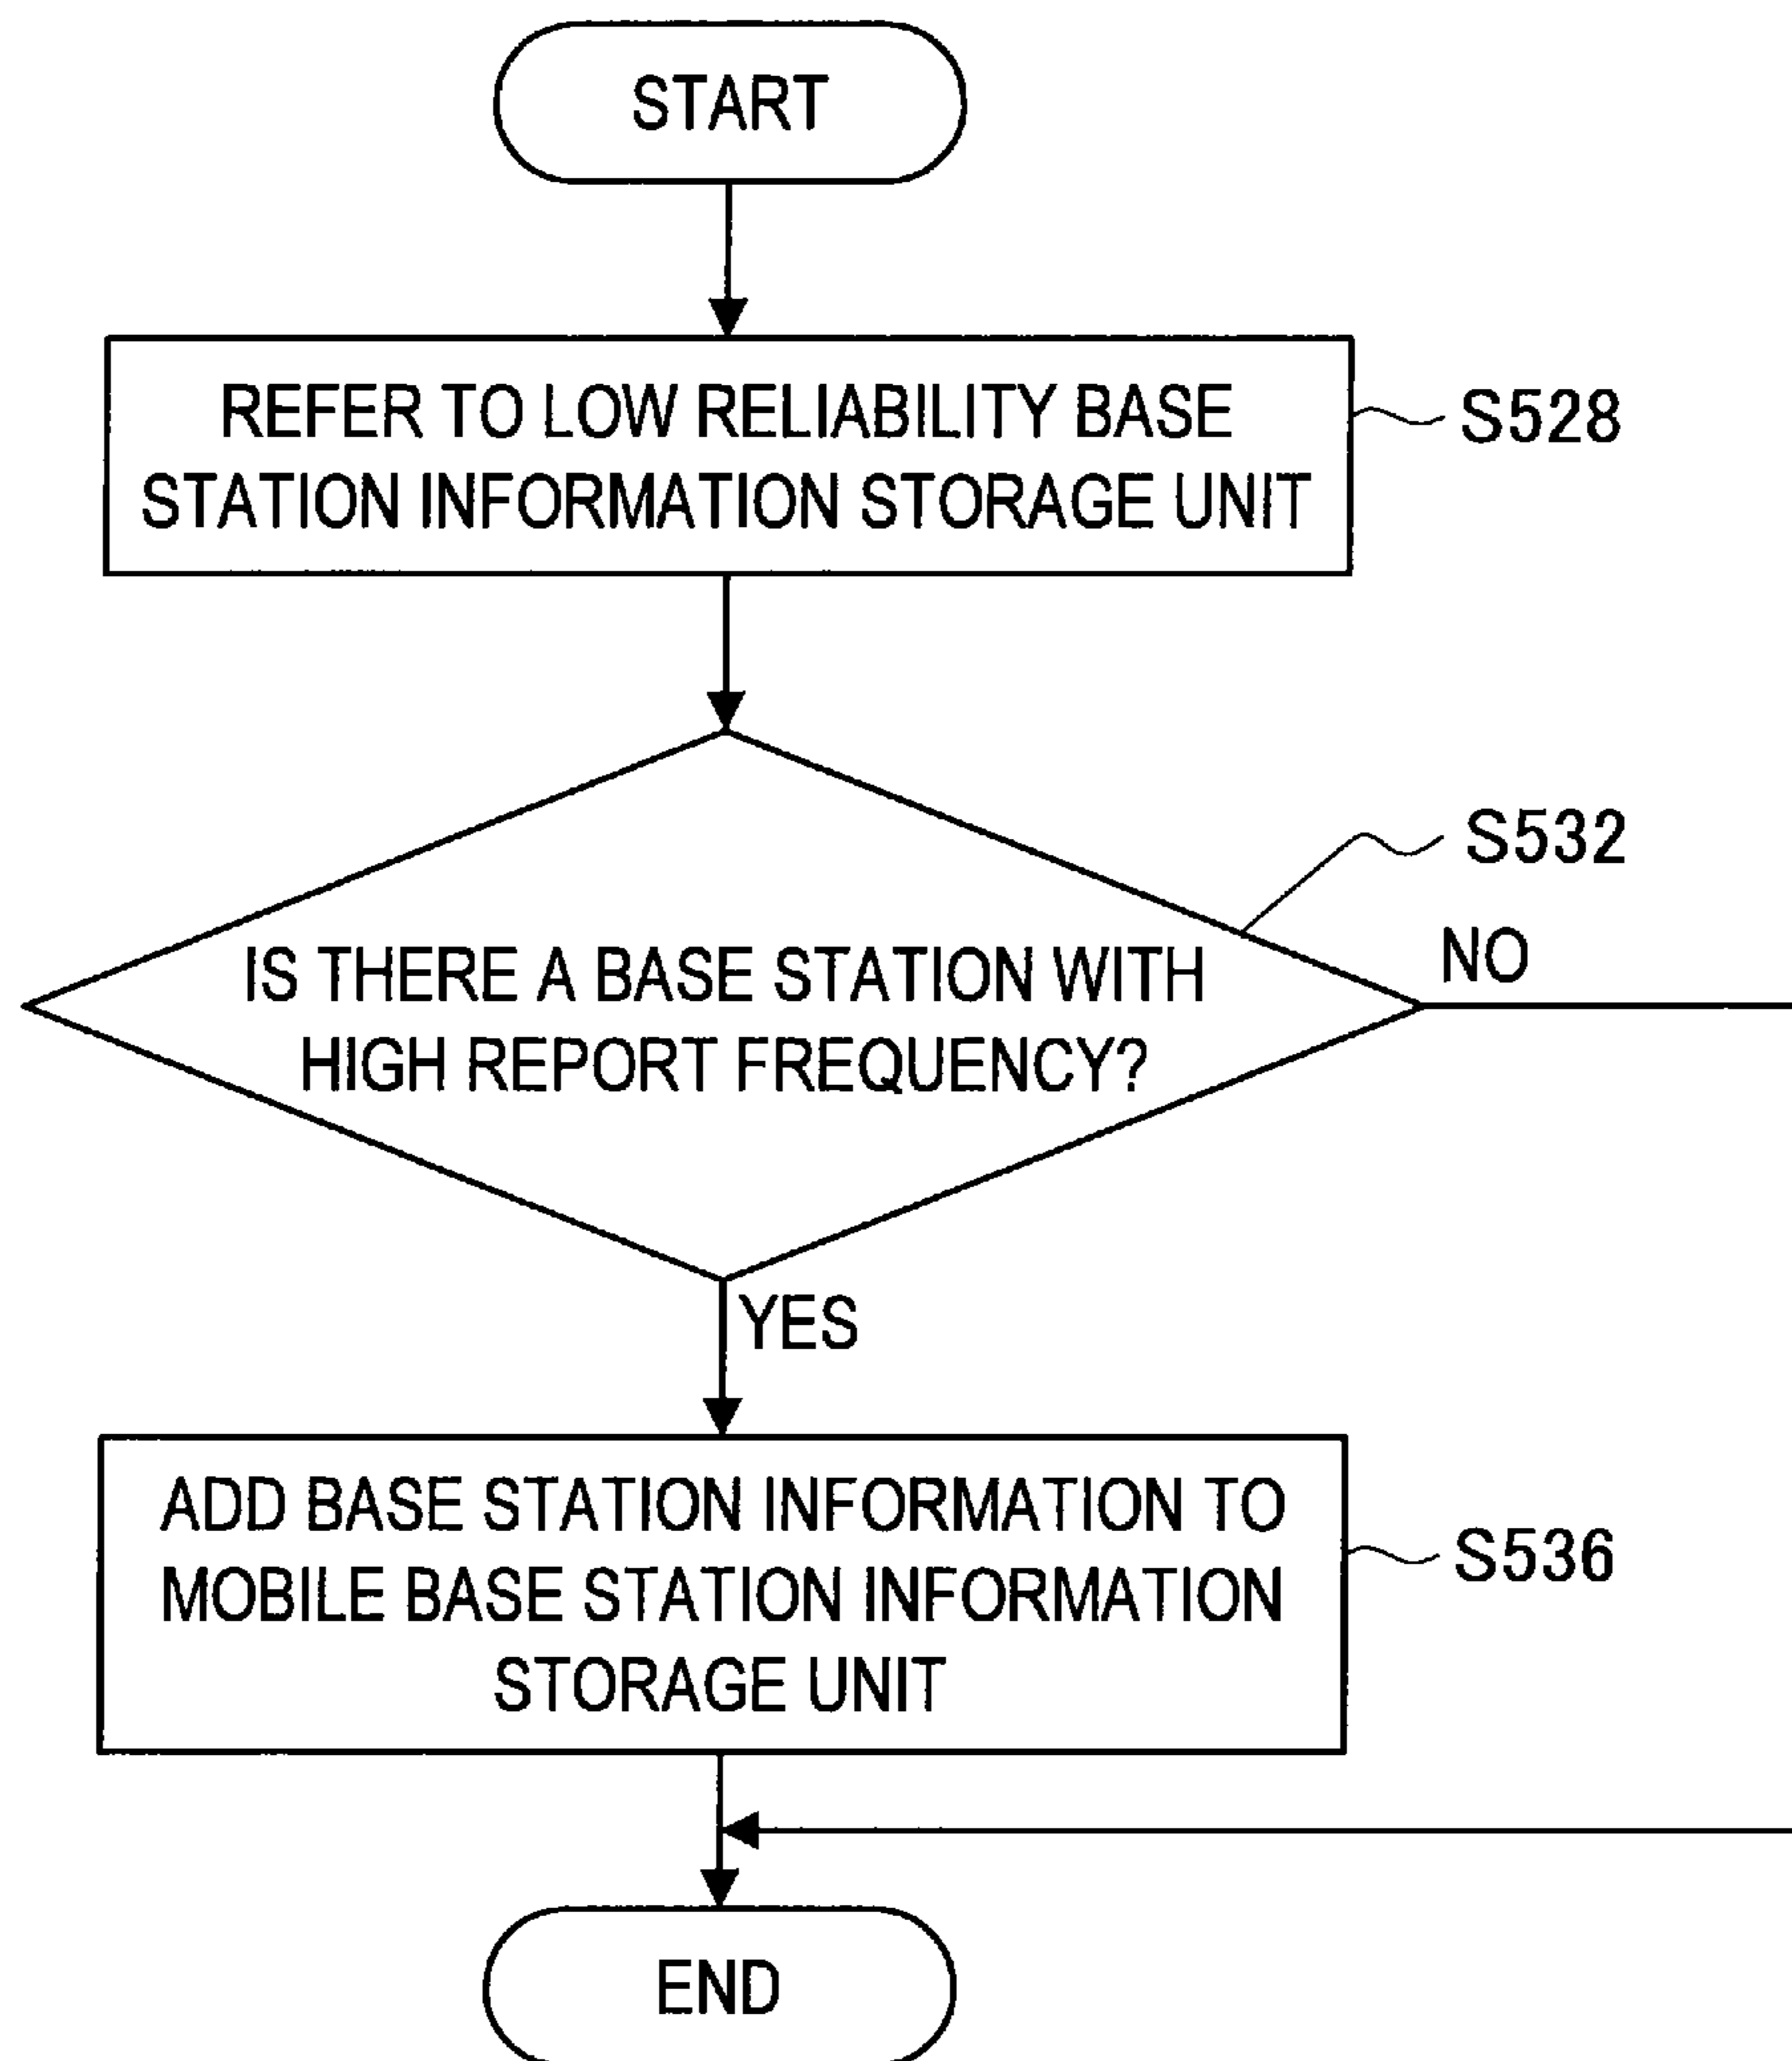 START
REFER TO LOW RELIABILITY BASE
STATION INFORMATION STORAGE UNIT
S528
S532
IS THERE A BASE STATION WITH
HIGH REPORT FREQUENCY?
NO
YES
ADD BASE STATION INFORMATION TO
MOBILE BASE STATION INFORMATION
STORAGE UNIT
S536
END